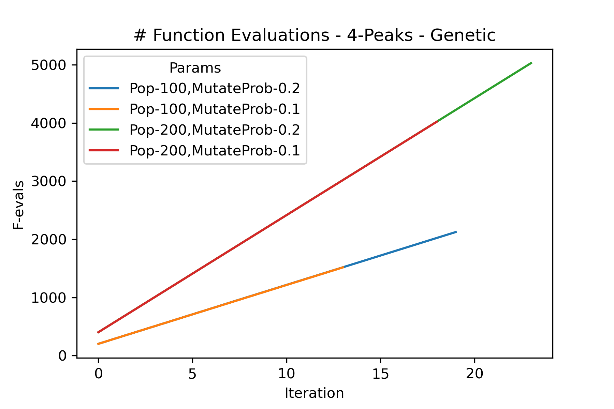 # Function Evaluations - 4-Peaks - Genetic
Params
Pop-100,MutateProb-0.2
Pop-100,MutateProb-0.1
Pop-200,MutateProb-0.2
Pop-200,MutateProb-0.1
5000
4000
3000
2000
1000
0
F-evals
0 5 10 15 20
Iteration